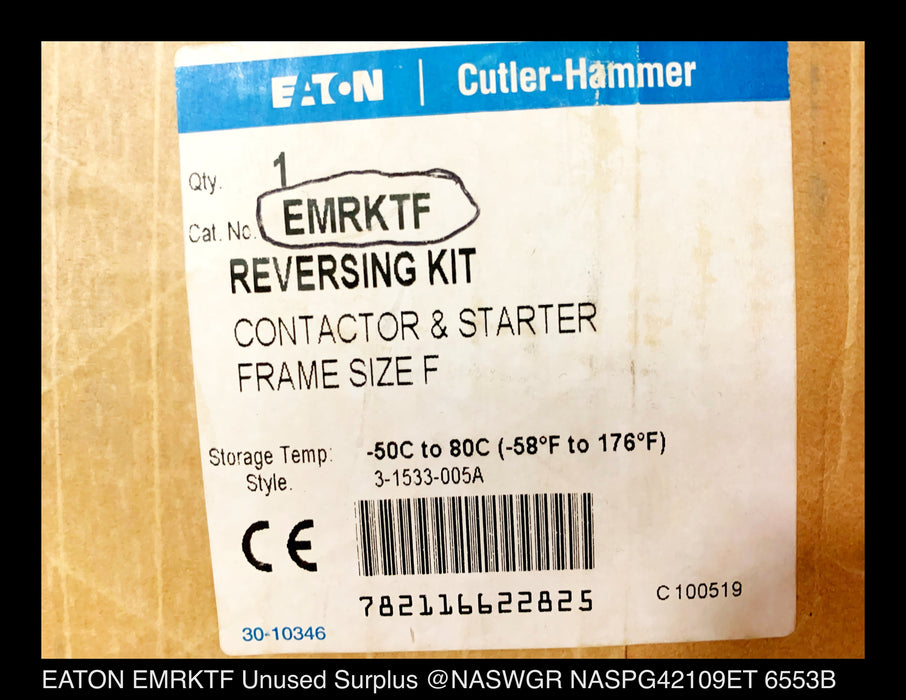 EATON | Cutler-Hammer
Qty. 1
Cat. No. EMRKTF
REVERSING KIT
CONTACTOR & STARTER
FRAME SIZE F
Storage Temp: -50C to 80C (-58°F to 176°F)
Style. 3-1533-005A
CE
782116622825
C100519
30-10346
EATON EMRKTF Unused Surplus @NASWGR NASPG42109ET 6553B